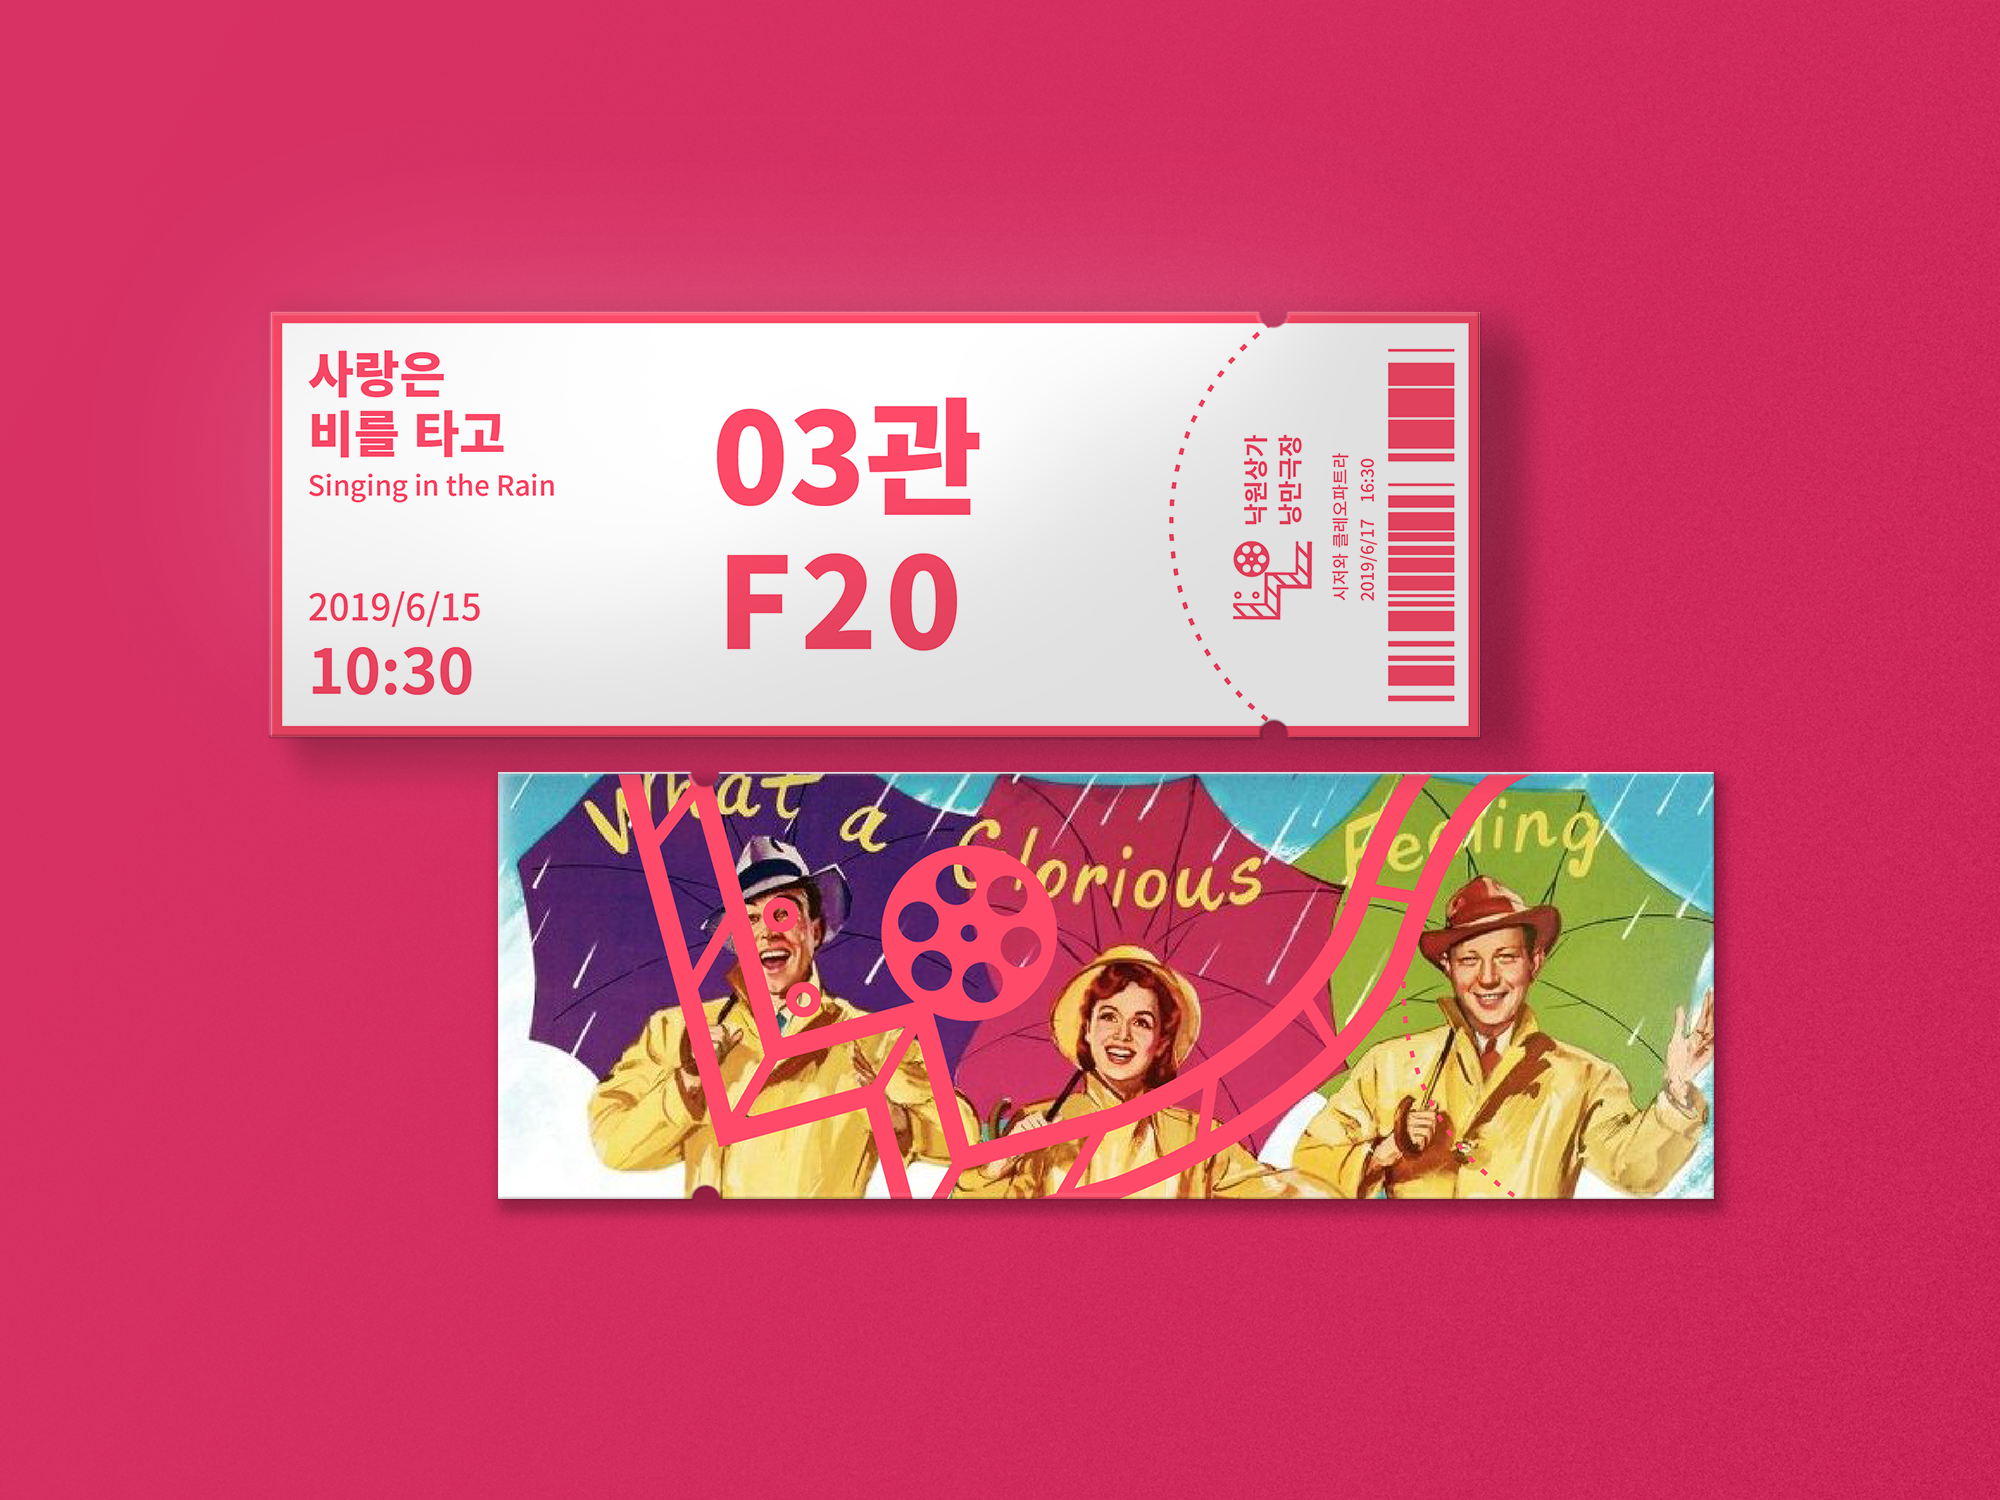 사랑은
비를 타고
Singing in the Rain
2019/6/15
10:30
03관
F20
낙원상가
낭만극장
시저와 클레오파트라
2019/6/17 16:30
What a Glorious Feeling